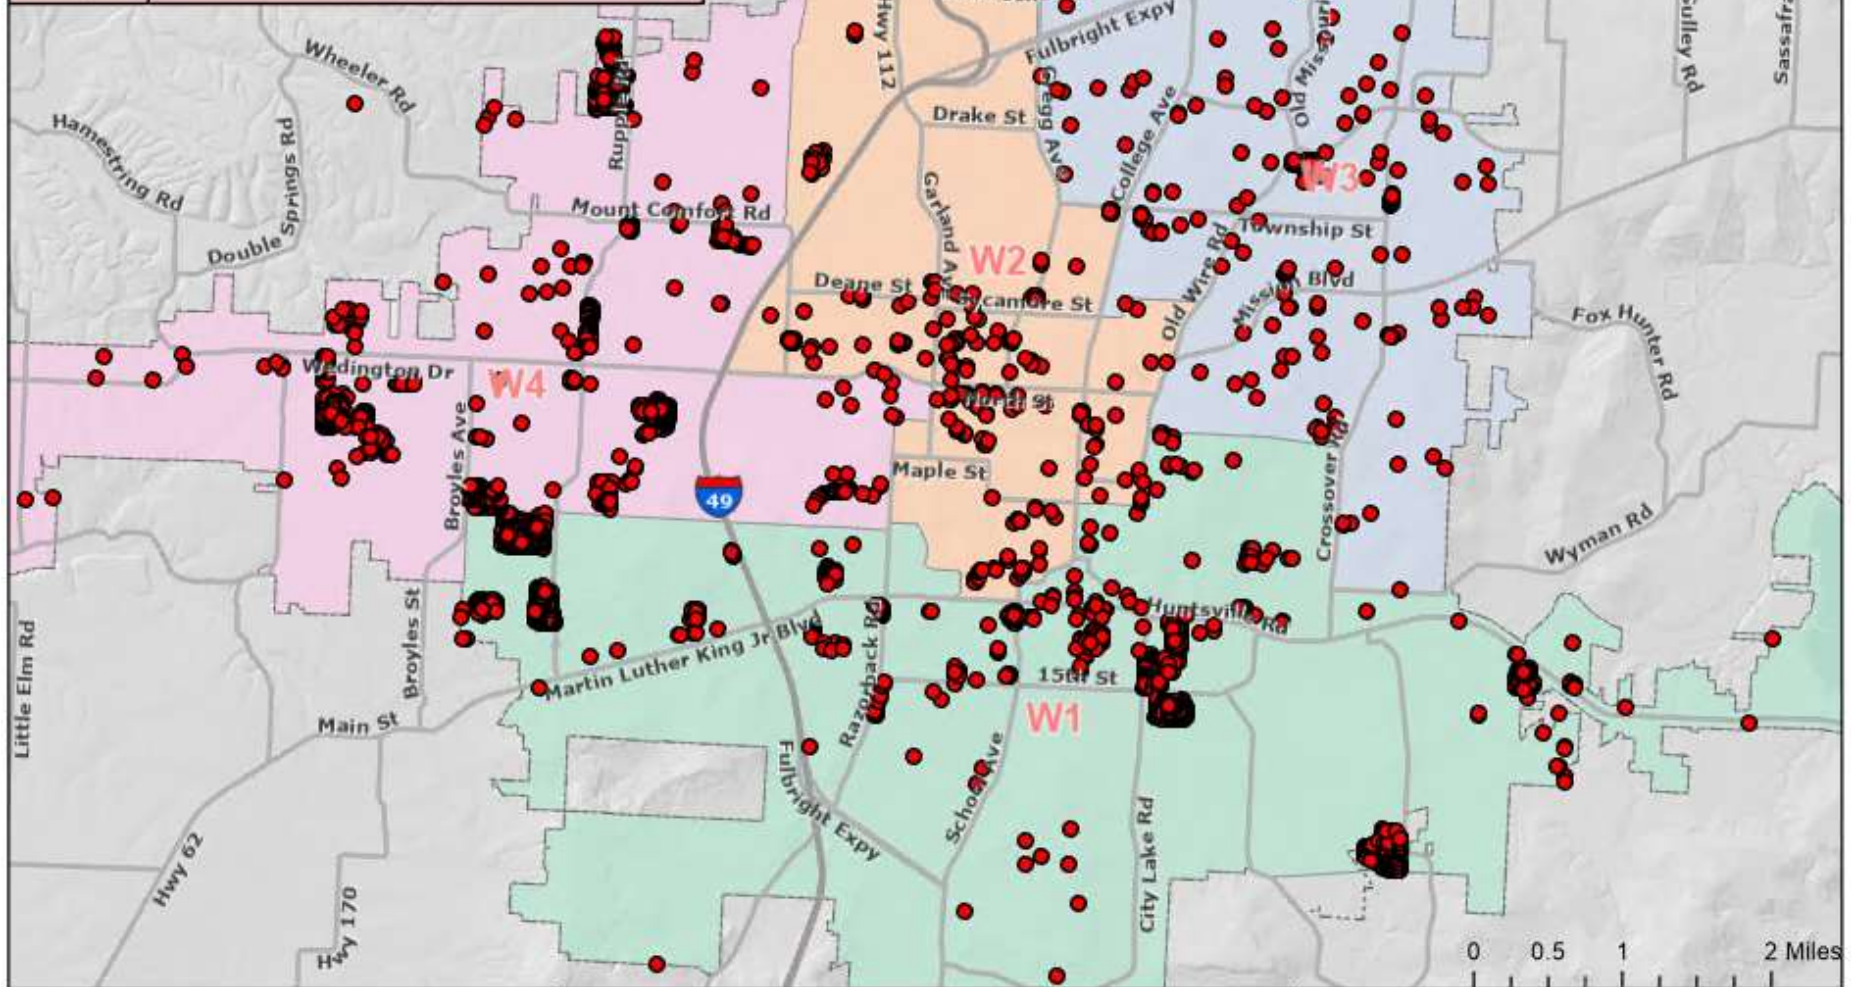 Hwy 112
Fulbright Expy
Old Missouri
Gulley Rd
Sassafra
Wheeler Rd
Hamestring Rd
Double Springs Rd
Rupple Rd
Drake St
Gregg Ave
College Ave
W3
Mount Comfort Rd
Garland Ave
Township St
W2
Deane St
Sycamore St
Old Wire Rd
Mission Blvd
Fox Hunter Rd
Wedington Dr
W4
North St
Broyles Ave
Maple St
49
Crossover Rd
Wyman Rd
Huntsville Rd
Little Elm Rd
Broyles St
Martin Luther King Jr Blvd
Razorback Rd
15th St
W1
Main St
Fulbright Expy
School Ave
City Lake Rd
Hwy 62
Hwy 170
0 0.5 1 2 Miles